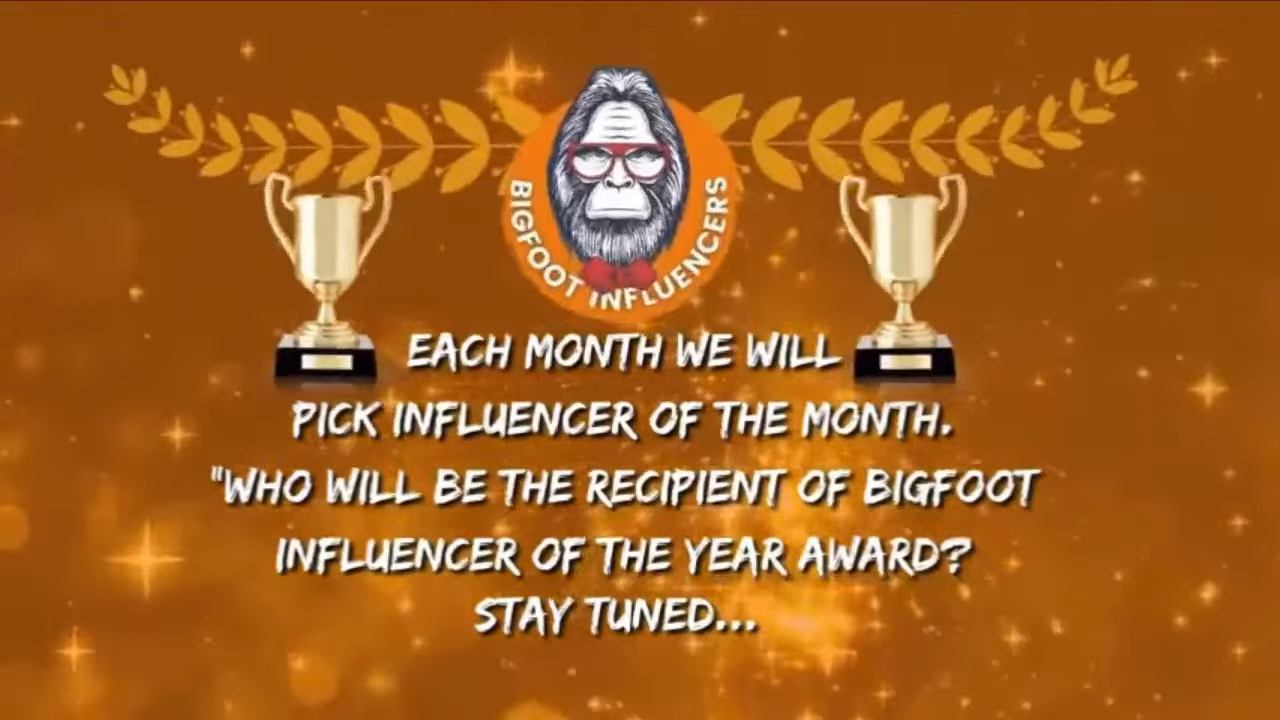 BIGFOOT INFLUENCERS
EACH MONTH WE WILL
PICK INFLUENCER OF THE MONTH.
"WHO WILL BE THE RECIPIENT OF BIGFOOT
INFLUENCER OF THE YEAR AWARD?
STAY TUNED...